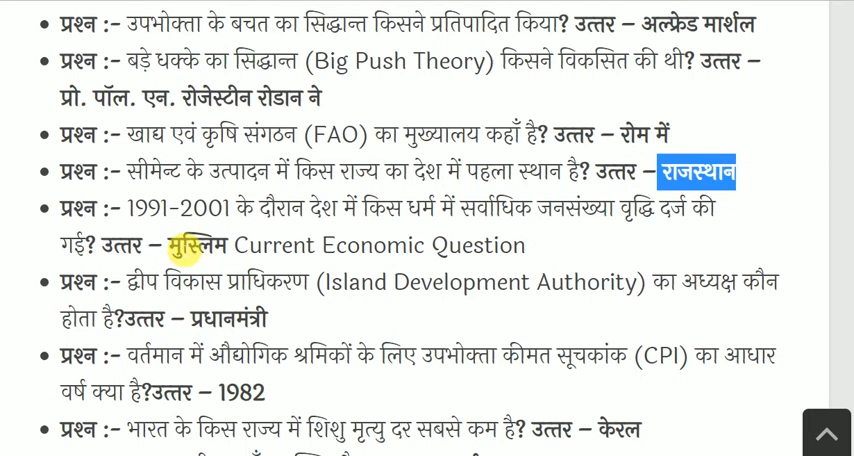 प्रश्न :- उपभोक्ता के बचत का सिद्धान्त किसने प्रतिपादित किया? उत्तर – अल्फ्रेड मार्शल
प्रश्न :- बड़े धक्के का सिद्धान्त (Big Push Theory) किसने विकसित की थी? उत्तर –
प्रो. पॉल. एन. रोजेस्टीन रोडान ने
प्रश्न :- खाद्य एवं कृषि संगठन (FAO) का मुख्यालय कहाँ है? उत्तर – रोम में
प्रश्न :- सीमेन्ट के उत्पादन में किस राज्य का देश में पहला स्थान है? उत्तर – राजस्थान
प्रश्न :- 1991-2001 के दौरान देश में किस धर्म में सर्वाधिक जनसंख्या वृद्धि दर्ज की
गई? उत्तर – मुस्लिम Current Economic Question
प्रश्न :- द्वीप विकास प्राधिकरण (Island Development Authority) का अध्यक्ष कौन
होता है?उत्तर – प्रधानमंत्री
प्रश्न :- वर्तमान में औद्योगिक श्रमिकों के लिए उपभोक्ता कीमत सूचकांक (CPI) का आधार
वर्ष क्या है?उत्तर – 1982
प्रश्न :- भारत के किस राज्य में शिशु मृत्यु दर सबसे कम है? उत्तर – केरल